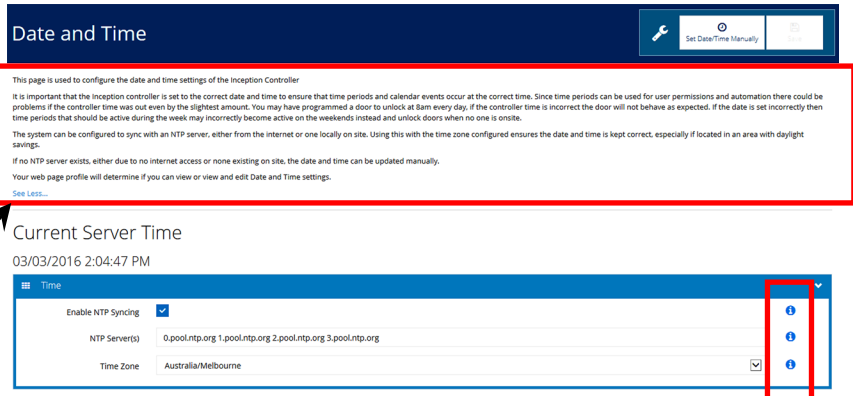 Date and Time
Set Date/Time Manually
Save
This page is used to configure the date and time settings of the Inception Controller
It is important that the Inception controller is set to the correct date and time to ensure that time periods and calendar events occur at the correct time. Since time periods can be used for user permissions and automation there could be
problems if the controller time was out even by the slightest amount. You may have programmed a door to unlock at 8am every day, if the controller time is incorrect the door will not behave as expected. If the date is set incorrectly then
time periods that should be active during the week may incorrectly become active on the weekends instead and unlock doors when no one is onsite.
The system can be configured to sync with an NTP server, either from the internet or one locally on site. Using this with the time zone configured ensures the date and time is kept correct, especially if located in an area with daylight
savings.
If no NTP server exists, either due to no internet access or none existing on site, the date and time can be updated manually.
Your web page profile will determine if you can view or view and edit Date and Time settings.
See Less...
Current Server Time
03/03/2016 2:04:47 PM
Time
Enable NTP Syncing
NTP Server(s) 0.pool.ntp.org 1.pool.ntp.org 2.pool.ntp.org 3.pool.ntp.org
Time Zone Australia/Melbourne